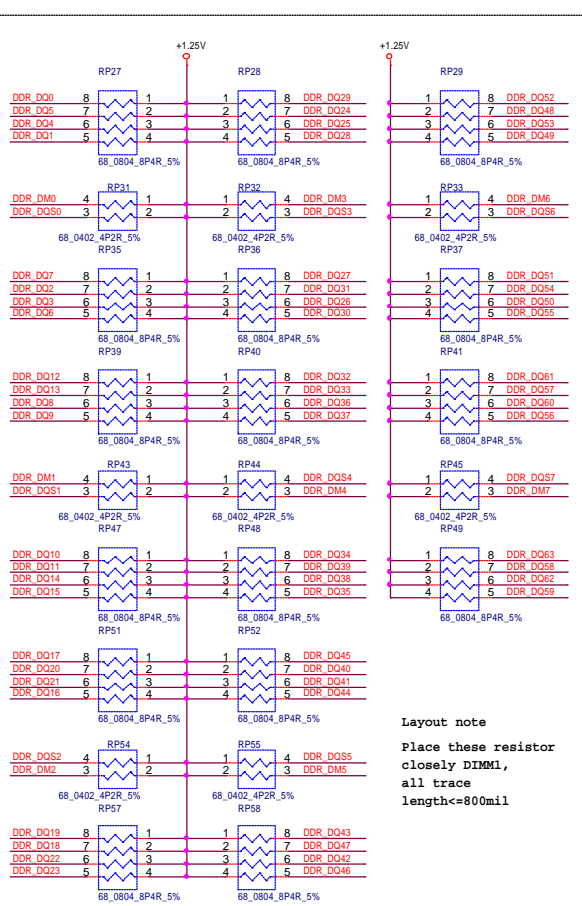 +1.25V +1.25V
RP27 RP28 RP29
DDR_DQ0 8 1 1 8 DDR_DQ29 1 8 DDR_DQ52
DDR_DQ5 7 2 2 7 DDR_DQ24 2 7 DDR_DQ48
DDR_DQ4 6 3 3 6 DDR_DQ25 3 6 DDR_DQ53
DDR_DQ1 5 4 4 5 DDR_DQ28 4 5 DDR_DQ49
68_0804_8P4R_5% 68_0804_8P4R_5% 68_0804_8P4R_5%
RP31 RP32 RP33
DDR_DM0 4 1 1 4 DDR_DM3 1 4 DDR_DM6
DDR_DQS0 3 2 2 3 DDR_DQS3 2 3 DDR_DQS6
68_0402_4P2R_5% 68_0402_4P2R_5% 68_0402_4P2R_5%
RP35 RP36 RP37
DDR_DQ7 8 1 1 8 DDR_DQ27 1 8 DDR_DQ51
DDR_DQ2 7 2 2 7 DDR_DQ31 2 7 DDR_DQ54
DDR_DQ3 6 3 3 6 DDR_DQ26 3 6 DDR_DQ50
DDR_DQ6 5 4 4 5 DDR_DQ30 4 5 DDR_DQ55
68_0804_8P4R_5% 68_0804_8P4R_5% 68_0804_8P4R_5%
RP39 RP40 RP41
DDR_DQ12 8 1 1 8 DDR_DQ32 1 8 DDR_DQ61
DDR_DQ13 7 2 2 7 DDR_DQ33 2 7 DDR_DQ57
DDR_DQ8 6 3 3 6 DDR_DQ36 3 6 DDR_DQ60
DDR_DQ9 5 4 4 5 DDR_DQ37 4 5 DDR_DQ56
68_0804_8P4R_5% 68_0804_8P4R_5% 68_0804_8P4R_5%
RP43 RP44 RP45
DDR_DM1 4 1 1 4 DDR_DQS4 1 4 DDR_DQS7
DDR_DQS1 3 2 2 3 DDR_DM4 2 3 DDR_DM7
68_0402_4P2R_5% 68_0402_4P2R_5% 68_0402_4P2R_5%
RP47 RP48 RP49
DDR_DQ10 8 1 1 8 DDR_DQ34 1 8 DDR_DQ63
DDR_DQ11 7 2 2 7 DDR_DQ39 2 7 DDR_DQ58
DDR_DQ14 6 3 3 6 DDR_DQ38 3 6 DDR_DQ62
DDR_DQ15 5 4 4 5 DDR_DQ35 4 5 DDR_DQ59
68_0804_8P4R_5% 68_0804_8P4R_5% 68_0804_8P4R_5%
RP51 RP52
DDR_DQ17 8 1 1 8 DDR_DQ45
DDR_DQ20 7 2 2 7 DDR_DQ40
DDR_DQ21 6 3 3 6 DDR_DQ41
DDR_DQ16 5 4 4 5 DDR_DQ44
68_0804_8P4R_5% 68_0804_8P4R_5%
RP54 RP55
DDR_DQS2 4 1 1 4 DDR_DQS5
DDR_DM2 3 2 2 3 DDR_DM5
68_0402_4P2R_5% 68_0402_4P2R_5%
RP57 RP58
DDR_DQ19 8 1 1 8 DDR_DQ43
DDR_DQ18 7 2 2 7 DDR_DQ47
DDR_DQ22 6 3 3 6 DDR_DQ42
DDR_DQ23 5 4 4 5 DDR_DQ46
68_0804_8P4R_5% 68_0804_8P4R_5%
Layout note
Place these resistor
closely DIMM1,
all trace
length<=800mil